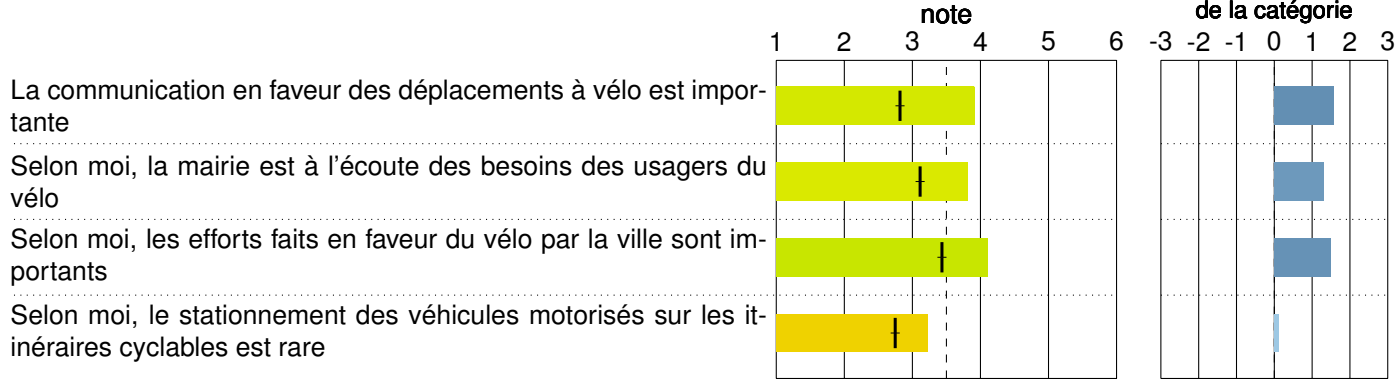 note
de la catégorie
1 2 3 4 5 6
-3 -2 -1 0 1 2 3
La communication en faveur des déplacements à vélo est impor-
tante
Selon moi, la mairie est à l'écoute des besoins des usagers du
vélo
Selon moi, les efforts faits en faveur du vélo par la ville sont im-
portants
Selon moi, le stationnement des véhicules motorisés sur les it-
inéraires cyclables est rare